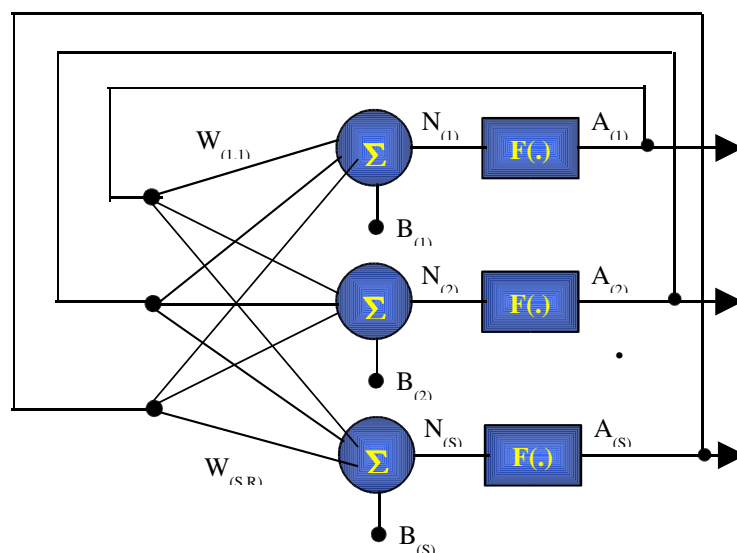 N(1) A(1)
W(1,1) Σ F(.)
B(1)
N(2) A(2)
Σ F(.)
B(2)
N(S) A(S)
W(S,R) Σ F(.)
B(S)